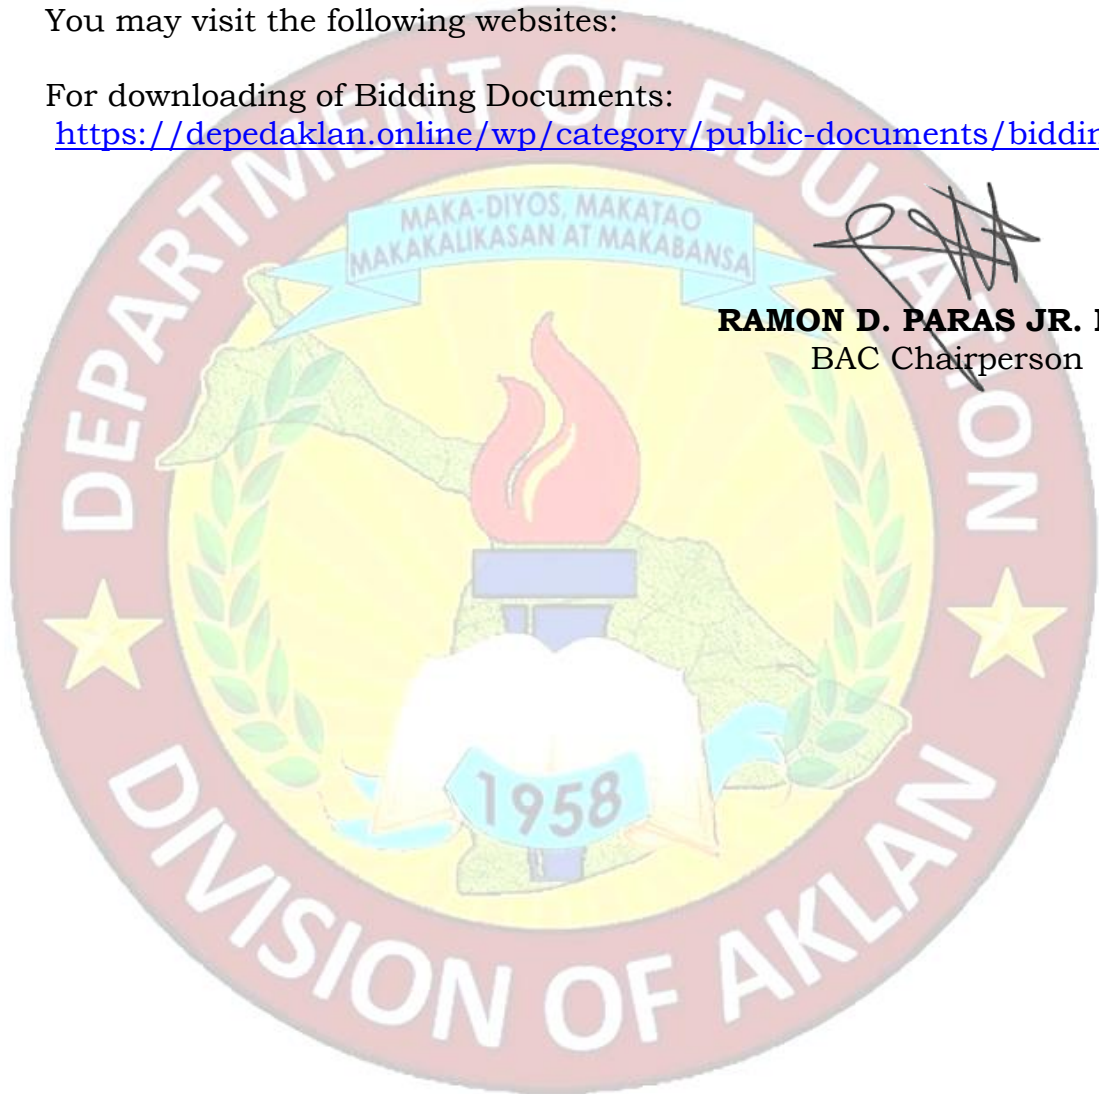 You may visit the following websites:
For downloading of Bidding Documents:
https://depedaklan.online/wp/category/public-documents/biddin
DEPARTMENT OF EDUCATION
MAKA-DIYOS, MAKATAO
MAKAKALIKASAN AT MAKABANSA
RAMON D. PARAS JR.
BAC Chairperson
1958
DIVISION OF AKLAN